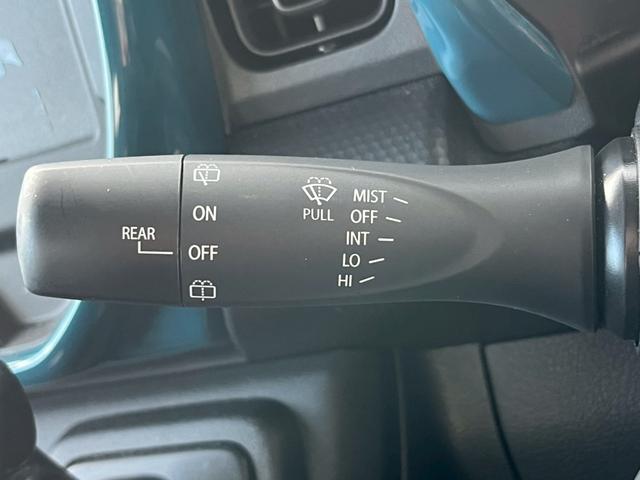 REAR
ON
OFF
PULL
MIST
OFF
INT
LO
HI